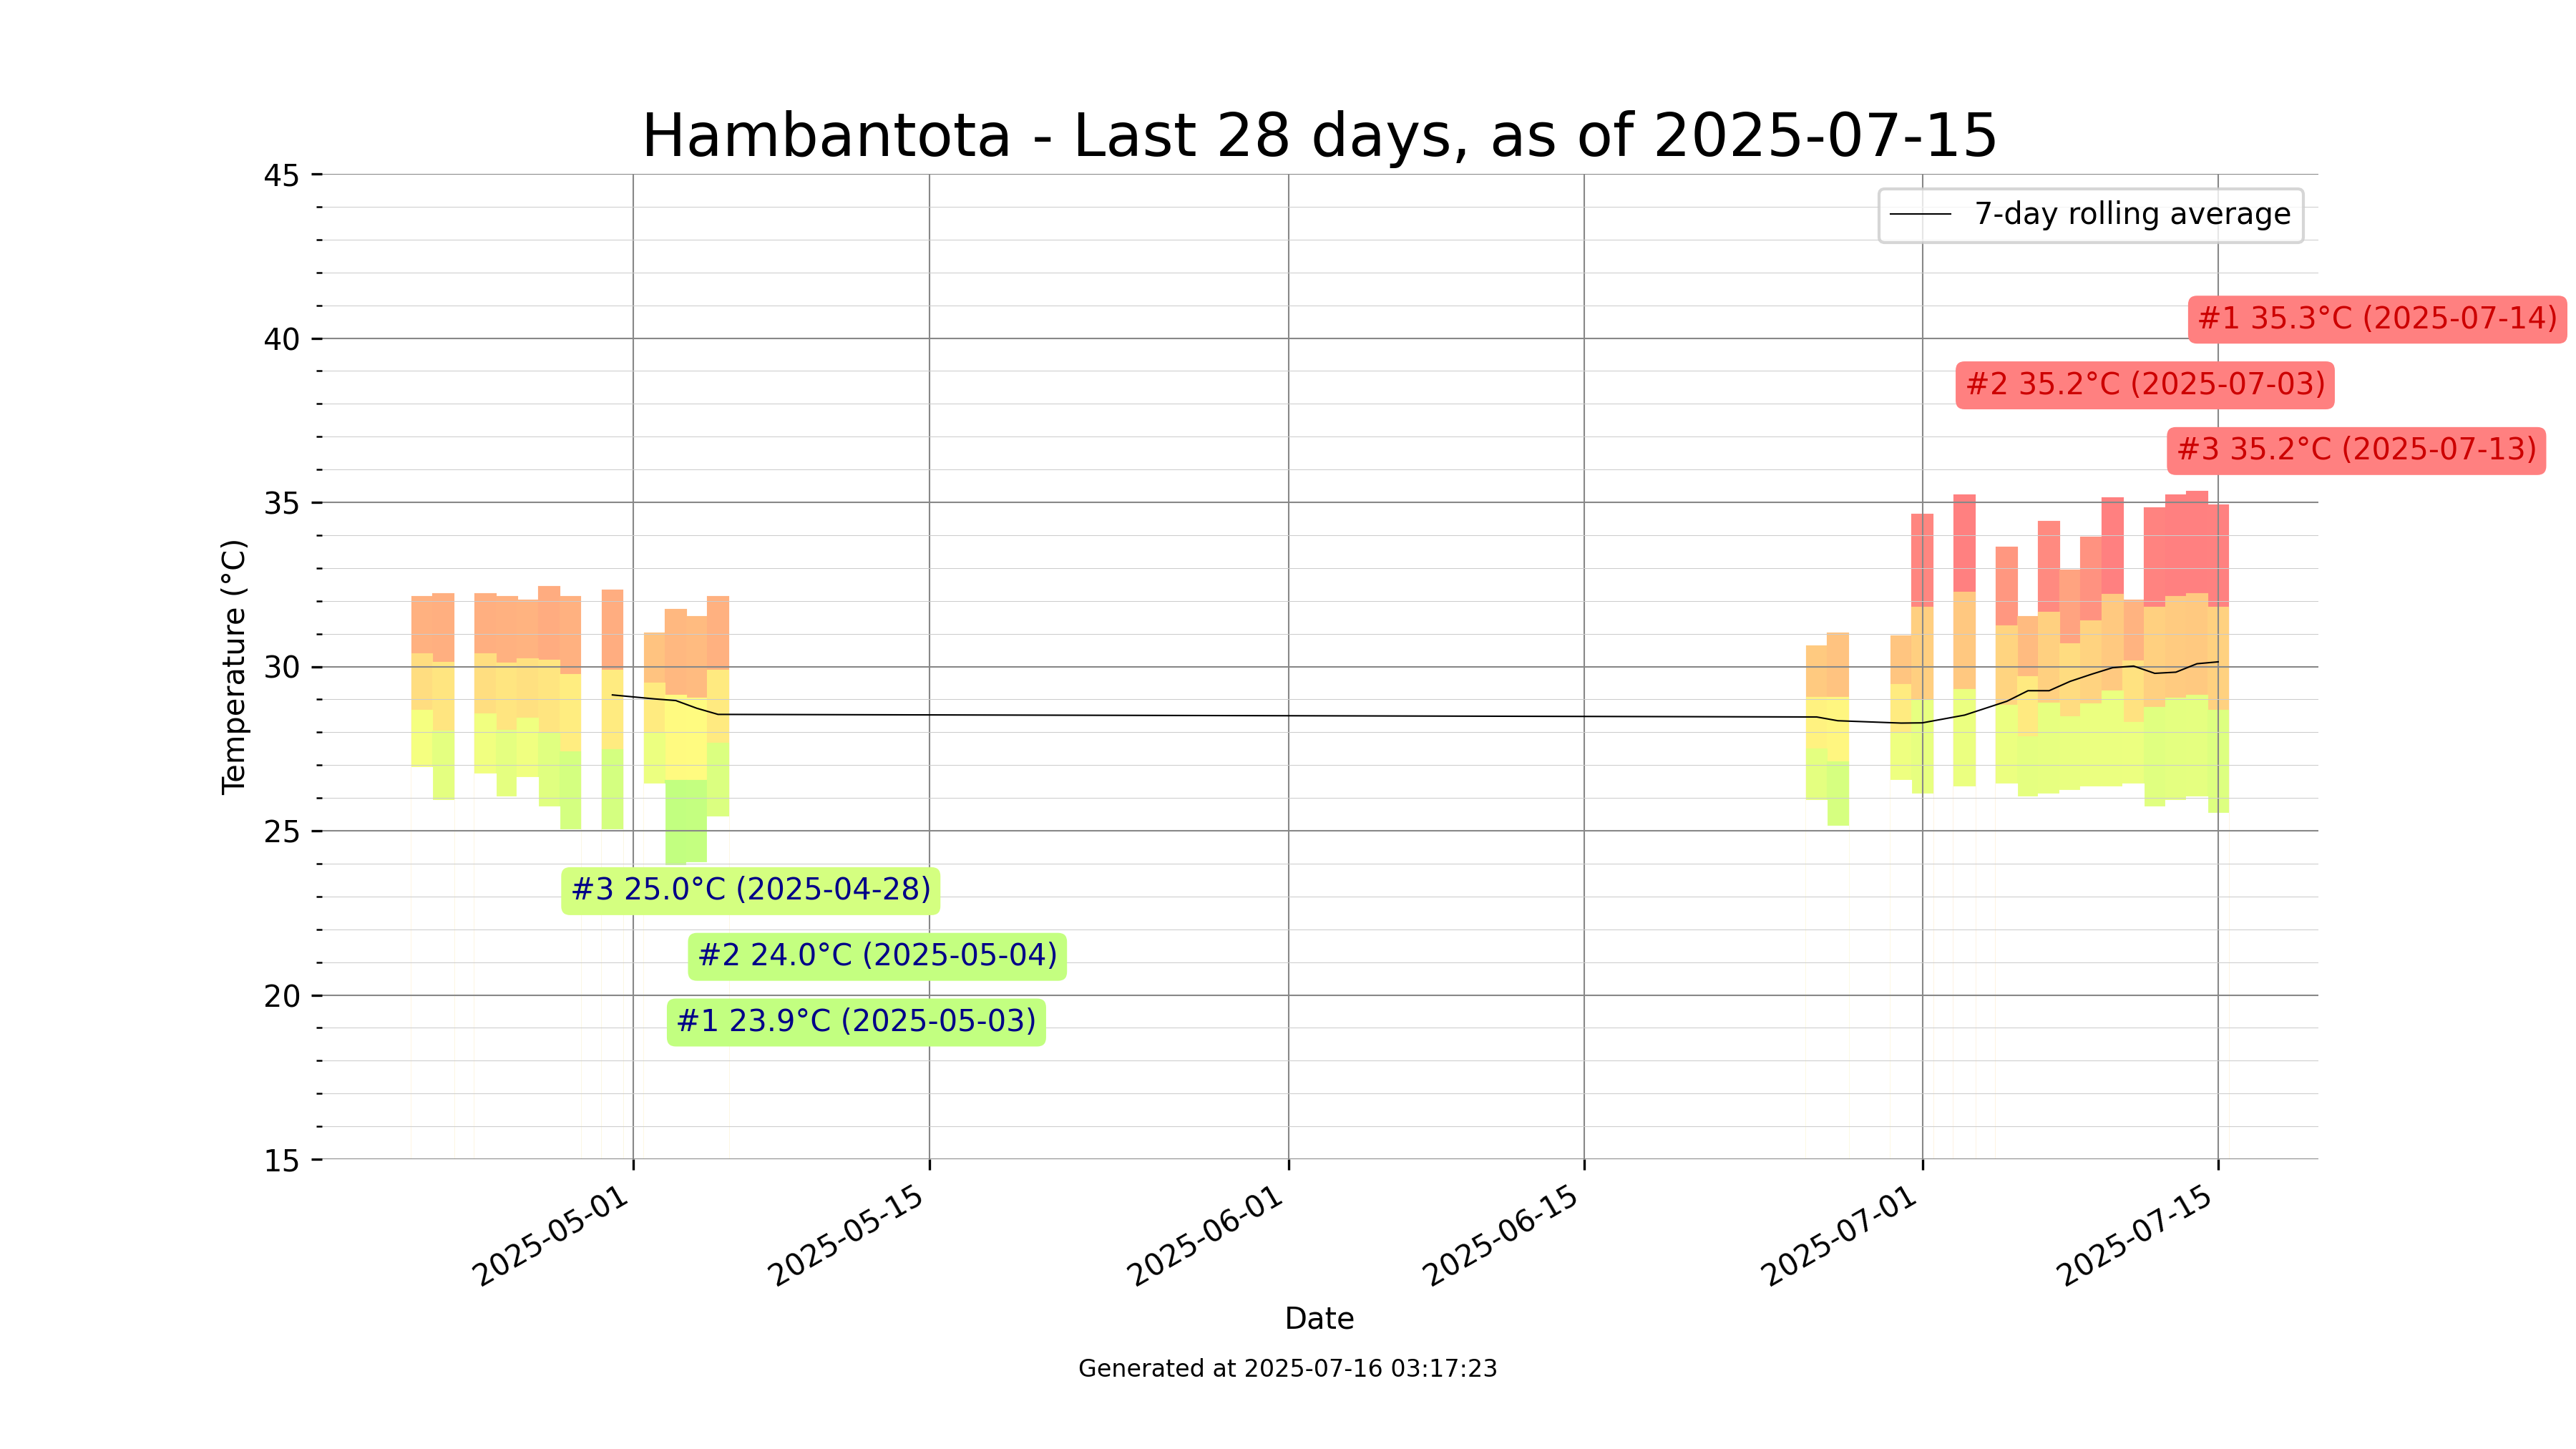 Hambantota - Last 28 days, as of 2025-07-15
45
7-day rolling average
#1 35.3°C (2025-07-14)
40
#2 35.2°C (2025-07-03)
#3 35.2°C (2025-07-13)
35
Temperature (°C)
30
25
#3 25.0°C (2025-04-28)
#2 24.0°C (2025-05-04)
20
#1 23.9°C (2025-05-03)
15
2025-05-01
2025-05-15
2025-06-01
2025-06-15
2025-07-01
2025-07-15
Date
Generated at 2025-07-16 03:17:23